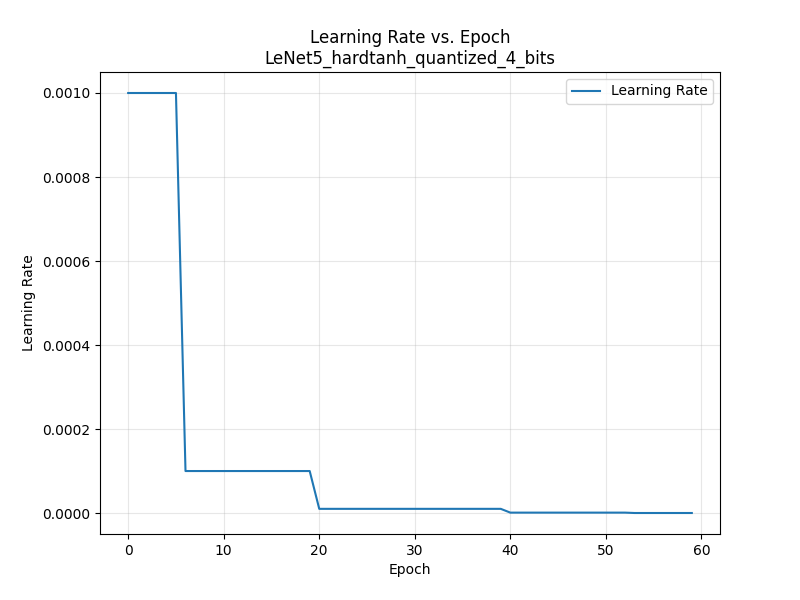 Learning Rate vs. Epoch
LeNet5_hardtanh_quantized_4_bits
Learning Rate
0.0010
0.0008
0.0006
0.0004
0.0002
0.0000
Learning Rate
0 10 20 30 40 50 60
Epoch